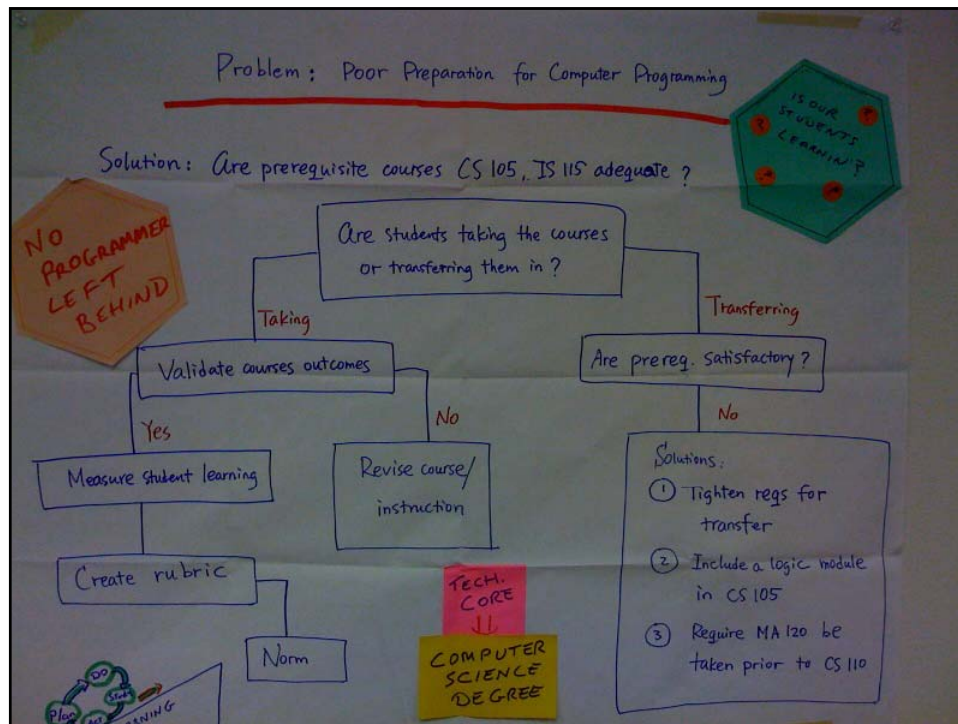 Problem: Poor Preparation for Computer Programming
IS OUR
STUDENTS
LEARNIN'?
Solution: Are prerequisite courses CS 105, IS 115 adequate?
NO
PROGRAMMER
LEFT
BEHIND
Are students taking the courses
or transferring them in?
Taking
Transferring
Validate courses outcomes
Are prereq. satisfactory?
Yes
No
No
Measure student learning
Revise course/
instruction
Solutions:
① Tighten reqs for
transfer
② Include a logic module
in CS 105
③ Require MA 120 be
taken prior to CS 110
Create rubric
Norm
TECH.
CORE
COMPUTER
SCIENCE
DEGREE
DO
Study
Plan
Act